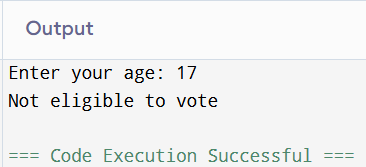 Output
Enter your age: 17
Not eligible to vote
=== Code Execution Successful ===